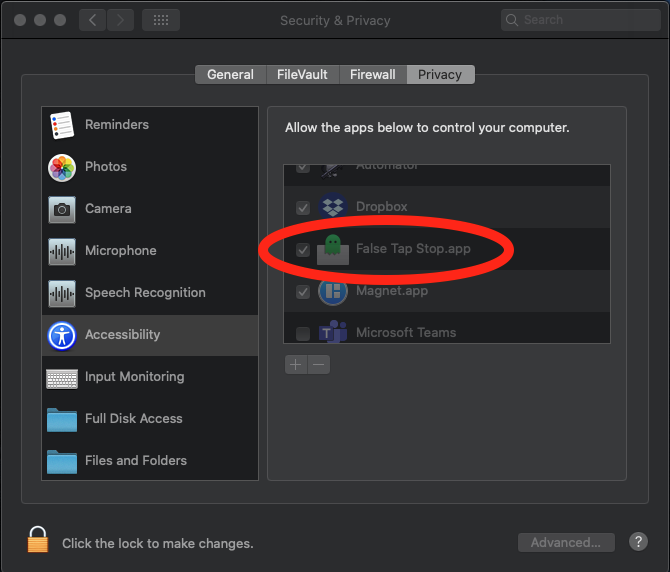 Security & Privacy
Search
General
FileVault
Firewall
Privacy
Reminders
Photos
Camera
Microphone
Speech Recognition
Accessibility
Input Monitoring
Full Disk Access
Files and Folders
Allow the apps below to control your computer.
Automator
Dropbox
False Tap Stop.app
Magnet.app
Microsoft Teams
Click the lock to make changes.
Advanced...
?